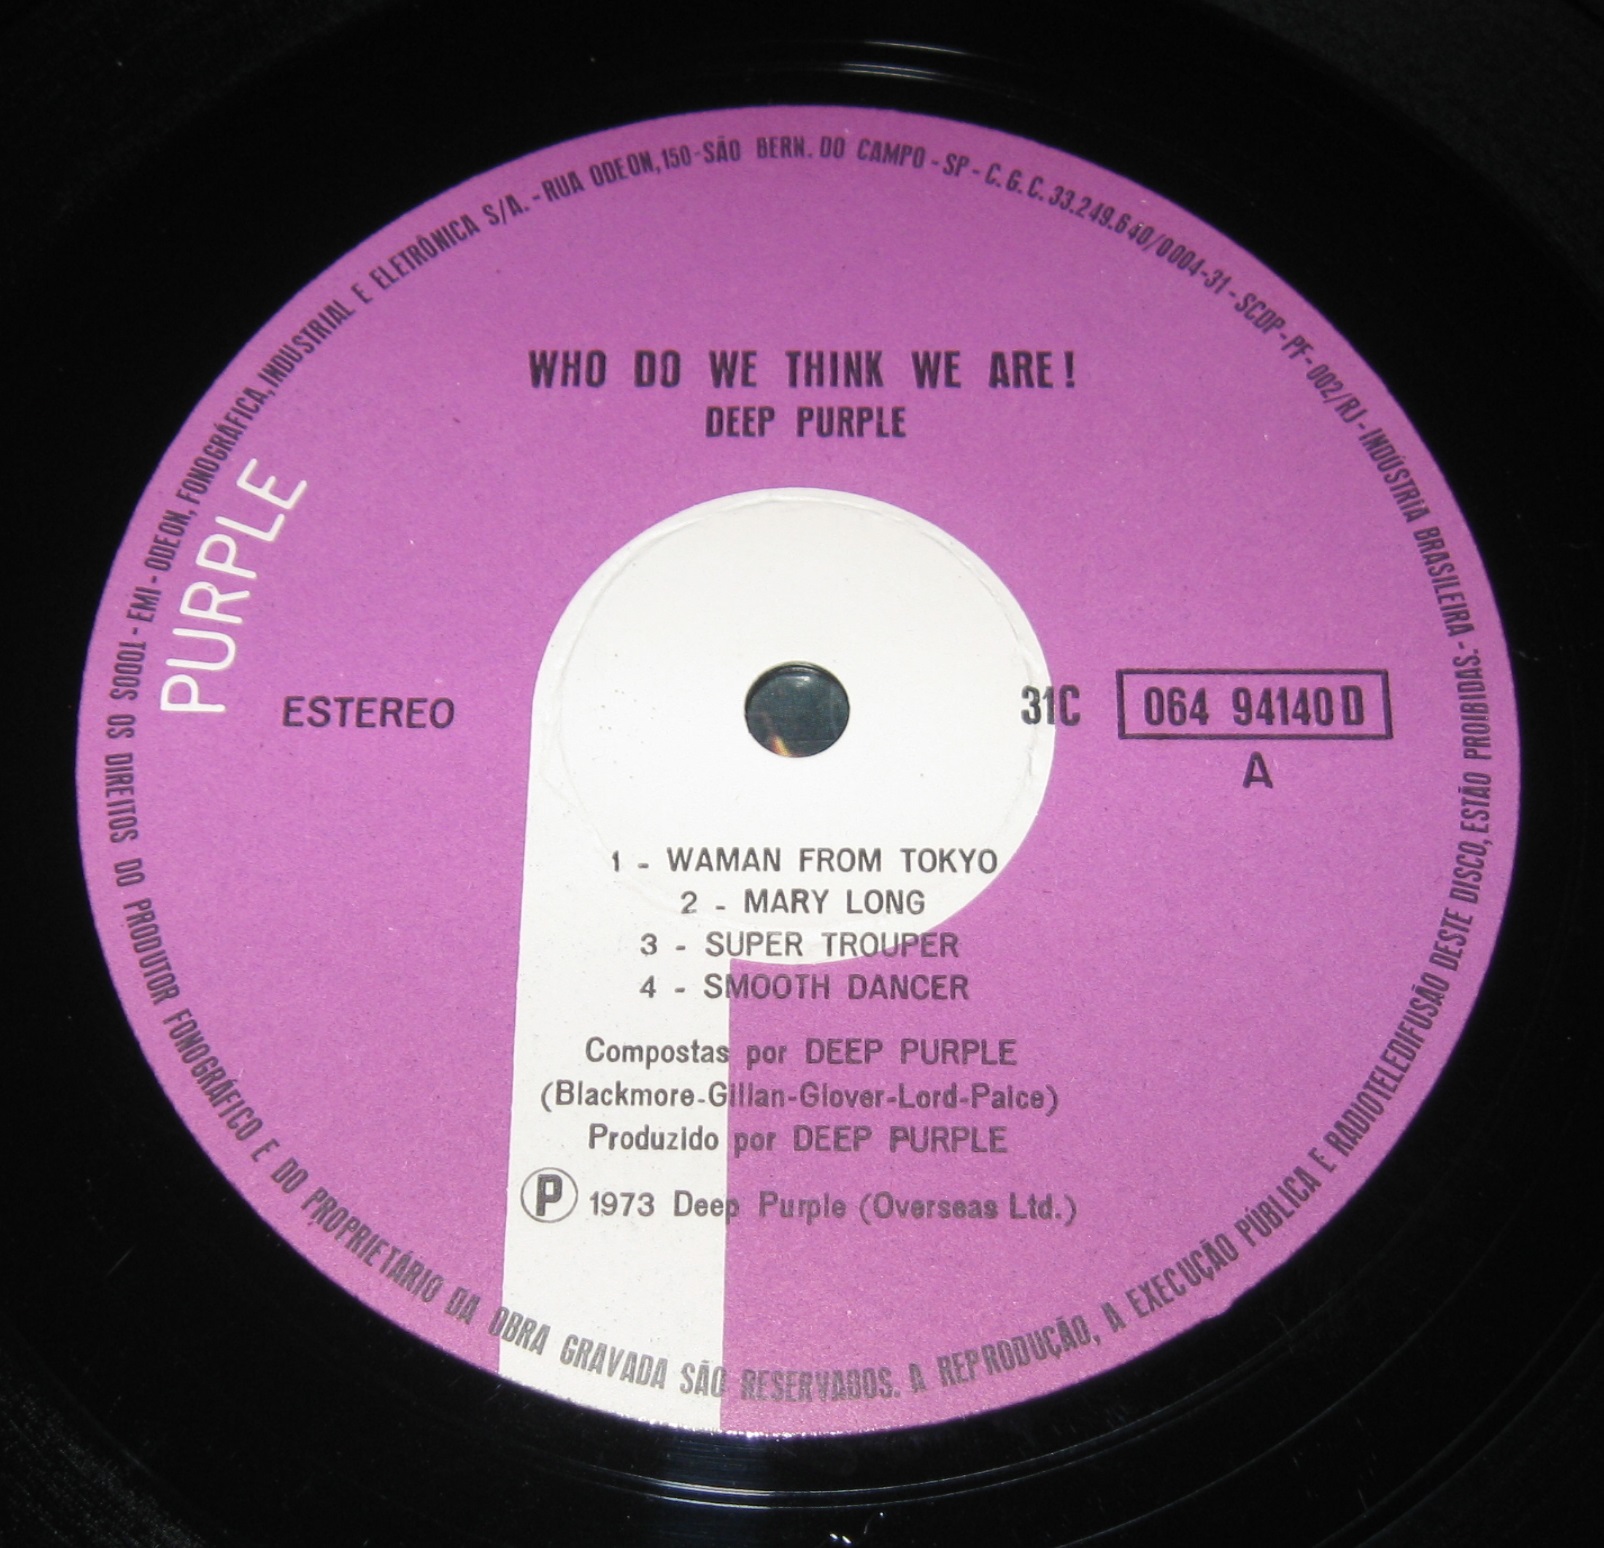 TODOS OS DIREITOS DO PRODUTOR FONOGRÁFICO E DO PROPRIETÁRIO DA OBRA GRAVADA SÃO RESERVADOS. A REPRODUÇÃO, A EXECUÇÃO PÚBLICA E RADIOTELEDIFUSÃO DESTE DISCO, ESTÃO PROIBIDAS. - EMI - ODEON, FONOGRÁFICA, INDUSTRIAL E ELETRÔNICA S/A. - RUA ODEON, 150 - SÃO BERN. DO CAMPO - SP - C.G.C. 33.249.640/0004-31 - SCDP - PF - 002/RJ - INDÚSTRIA BRASILEIRA -
WHO DO WE THINK WE ARE!
DEEP PURPLE
PURPLE
ESTEREO
31C 064 94140 D
A
1 - WAMAN FROM TOKYO
2 - MARY LONG
3 - SUPER TROUPER
4 - SMOOTH DANCER
Compostas por DEEP PURPLE
(Blackmore-Gillan-Glover-Lord-Paice)
Produzido por DEEP PURPLE
Ⓟ 1973 Deep Purple (Overseas Ltd.)